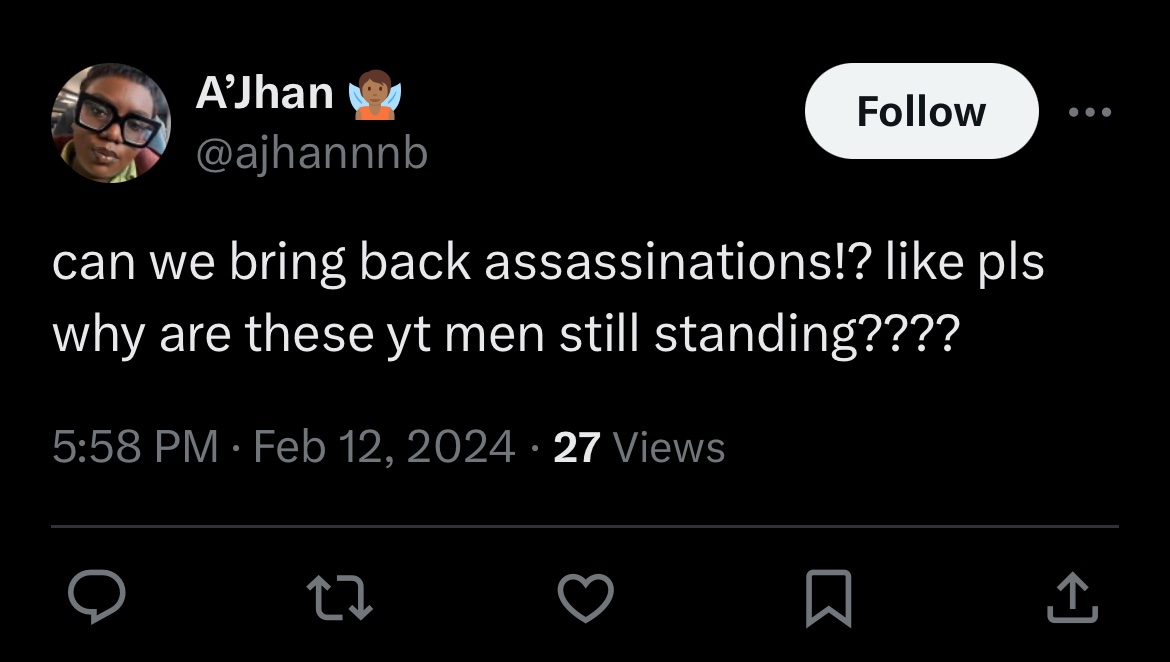 A’Jhan 🧚🏾
@ajhannnb
Follow
can we bring back assassinations!? like pls
why are these yt men still standing????
5:58 PM · Feb 12, 2024 · 27 Views